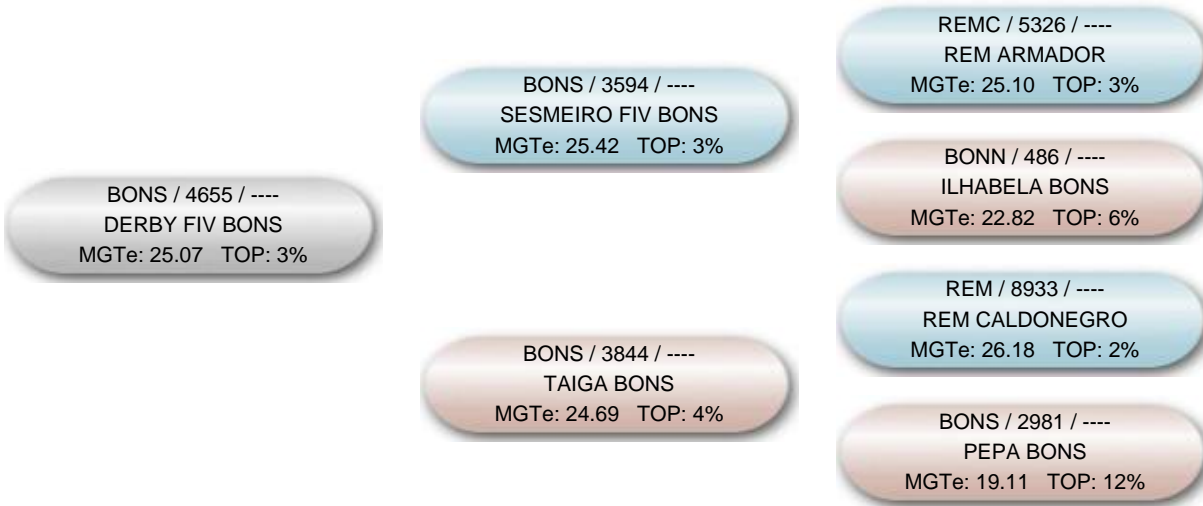 BONS / 4655 / ----
DERBY FIV BONS
MGTe: 25.07 TOP: 3%
BONS / 3594 / ----
SESMEIRO FIV BONS
MGTe: 25.42 TOP: 3%
BONS / 3844 / ----
TAIGA BONS
MGTe: 24.69 TOP: 4%
REMC / 5326 / ----
REM ARMADOR
MGTe: 25.10 TOP: 3%
BONN / 486 / ----
ILHABELA BONS
MGTe: 22.82 TOP: 6%
REM / 8933 / ----
REM CALDONEGRO
MGTe: 26.18 TOP: 2%
BONS / 2981 / ----
PEPA BONS
MGTe: 19.11 TOP: 12%